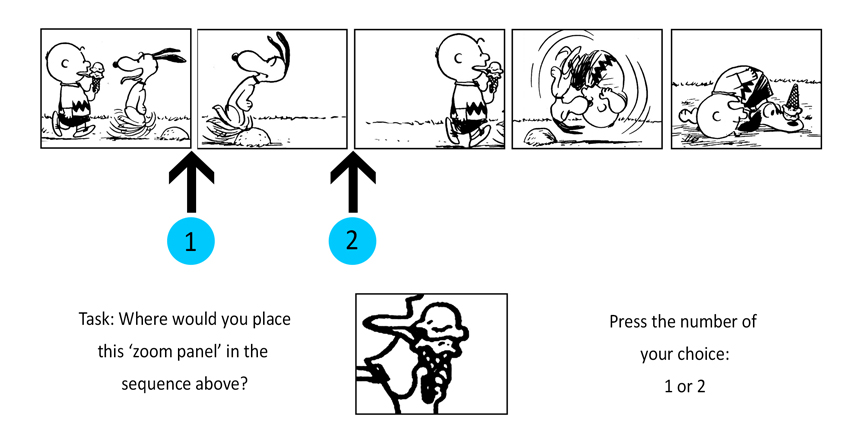 1
2
Task: Where would you place
this ‘zoom panel’ in the
sequence above?
Press the number of
your choice:
1 or 2